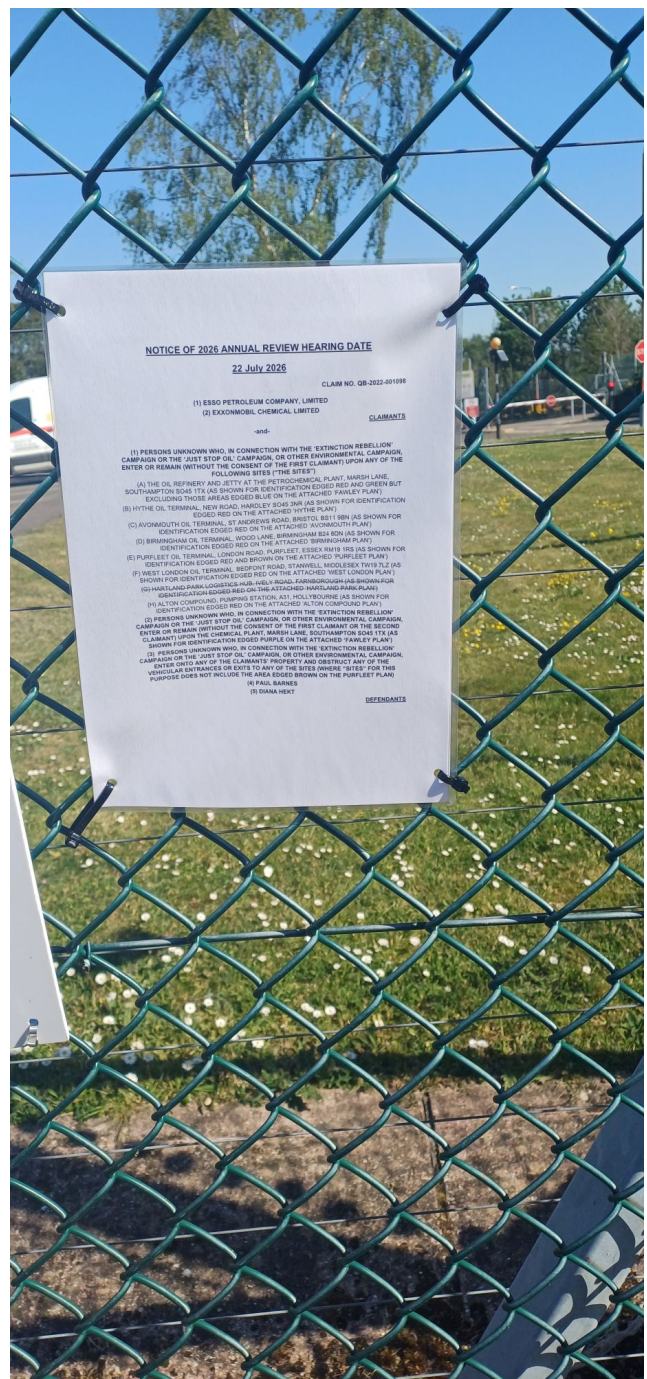 NOTICE OF 2026 ANNUAL REVIEW HEARING DATE
22 July 2026
CLAIM NO. QB-2022-001098
(1) ESSO PETROLEUM COMPANY, LIMITED
(2) EXXONMOBIL CHEMICAL LIMITED
CLAIMANTS
-and-
(1) PERSONS UNKNOWN WHO, IN CONNECTION WITH THE 'EXTINCTION REBELLION'
CAMPAIGN OR THE 'JUST STOP OIL' CAMPAIGN, OR OTHER ENVIRONMENTAL CAMPAIGN,
ENTER OR REMAIN (WITHOUT THE CONSENT OF THE FIRST CLAIMANT) UPON ANY OF THE
FOLLOWING SITES ("THE SITES")
(A) THE OIL REFINERY AND JETTY AT THE PETROCHEMICAL PLANT, MARSH LANE,
SOUTHAMPTON SO45 1TX (AS SHOWN FOR IDENTIFICATION EDGED RED AND GREEN BUT
EXCLUDING THOSE AREAS EDGED BLUE ON THE ATTACHED 'FAWLEY PLAN')
(B) HYTHE OIL TERMINAL, NEW ROAD, HARDLEY SO45 3NR (AS SHOWN FOR IDENTIFICATION
EDGED RED ON THE ATTACHED 'HYTHE PLAN')
(C) AVONMOUTH OIL TERMINAL, ST ANDREWS ROAD, BRISTOL BS11 9BN (AS SHOWN FOR
IDENTIFICATION EDGED RED ON THE ATTACHED 'AVONMOUTH PLAN')
(D) BIRMINGHAM OIL TERMINAL, WOOD LANE, BIRMINGHAM B24 8DN (AS SHOWN FOR
IDENTIFICATION EDGED RED ON THE ATTACHED 'BIRMINGHAM PLAN')
(E) PURFLEET OIL TERMINAL, LONDON ROAD, PURFLEET, ESSEX RM19 1RS (AS SHOWN FOR
IDENTIFICATION EDGED RED AND BROWN ON THE ATTACHED 'PURFLEET PLAN')
(F) WEST LONDON OIL TERMINAL, BEDFONT ROAD, STANWELL, MIDDLESEX TW19 7LZ (AS
SHOWN FOR IDENTIFICATION EDGED RED ON THE ATTACHED 'WEST LONDON PLAN')
(G) HARTLAND PARK LOGISTICS HUB, IVELY ROAD, FARNBOROUGH (AS SHOWN FOR
IDENTIFICATION EDGED RED ON THE ATTACHED 'HARTLAND PARK PLAN')
(H) ALTON COMPOUND, PUMPING STATION, A31, HOLLYBOURNE (AS SHOWN FOR
IDENTIFICATION EDGED RED ON THE ATTACHED 'ALTON COMPOUND PLAN')
(2) PERSONS UNKNOWN WHO, IN CONNECTION WITH THE 'EXTINCTION REBELLION'
CAMPAIGN OR THE 'JUST STOP OIL' CAMPAIGN, OR OTHER ENVIRONMENTAL CAMPAIGN,
ENTER OR REMAIN (WITHOUT THE CONSENT OF THE FIRST CLAIMANT OR THE SECOND
CLAIMANT) UPON THE CHEMICAL PLANT, MARSH LANE, SOUTHAMPTON SO45 1TX (AS
SHOWN FOR IDENTIFICATION EDGED PURPLE ON THE ATTACHED 'FAWLEY PLAN')
(3) PERSONS UNKNOWN WHO, IN CONNECTION WITH THE 'EXTINCTION REBELLION'
CAMPAIGN OR THE 'JUST STOP OIL' CAMPAIGN, OR OTHER ENVIRONMENTAL CAMPAIGN,
ENTER ONTO ANY OF THE CLAIMANTS' PROPERTY AND OBSTRUCT ANY OF THE
VEHICULAR ENTRANCES OR EXITS TO ANY OF THE SITES (WHERE "SITES" FOR THIS
PURPOSE DOES NOT INCLUDE THE AREA EDGED BROWN ON THE PURFLEET PLAN)
(4) PAUL BARNES
(5) DIANA HEKT
DEFENDANTS